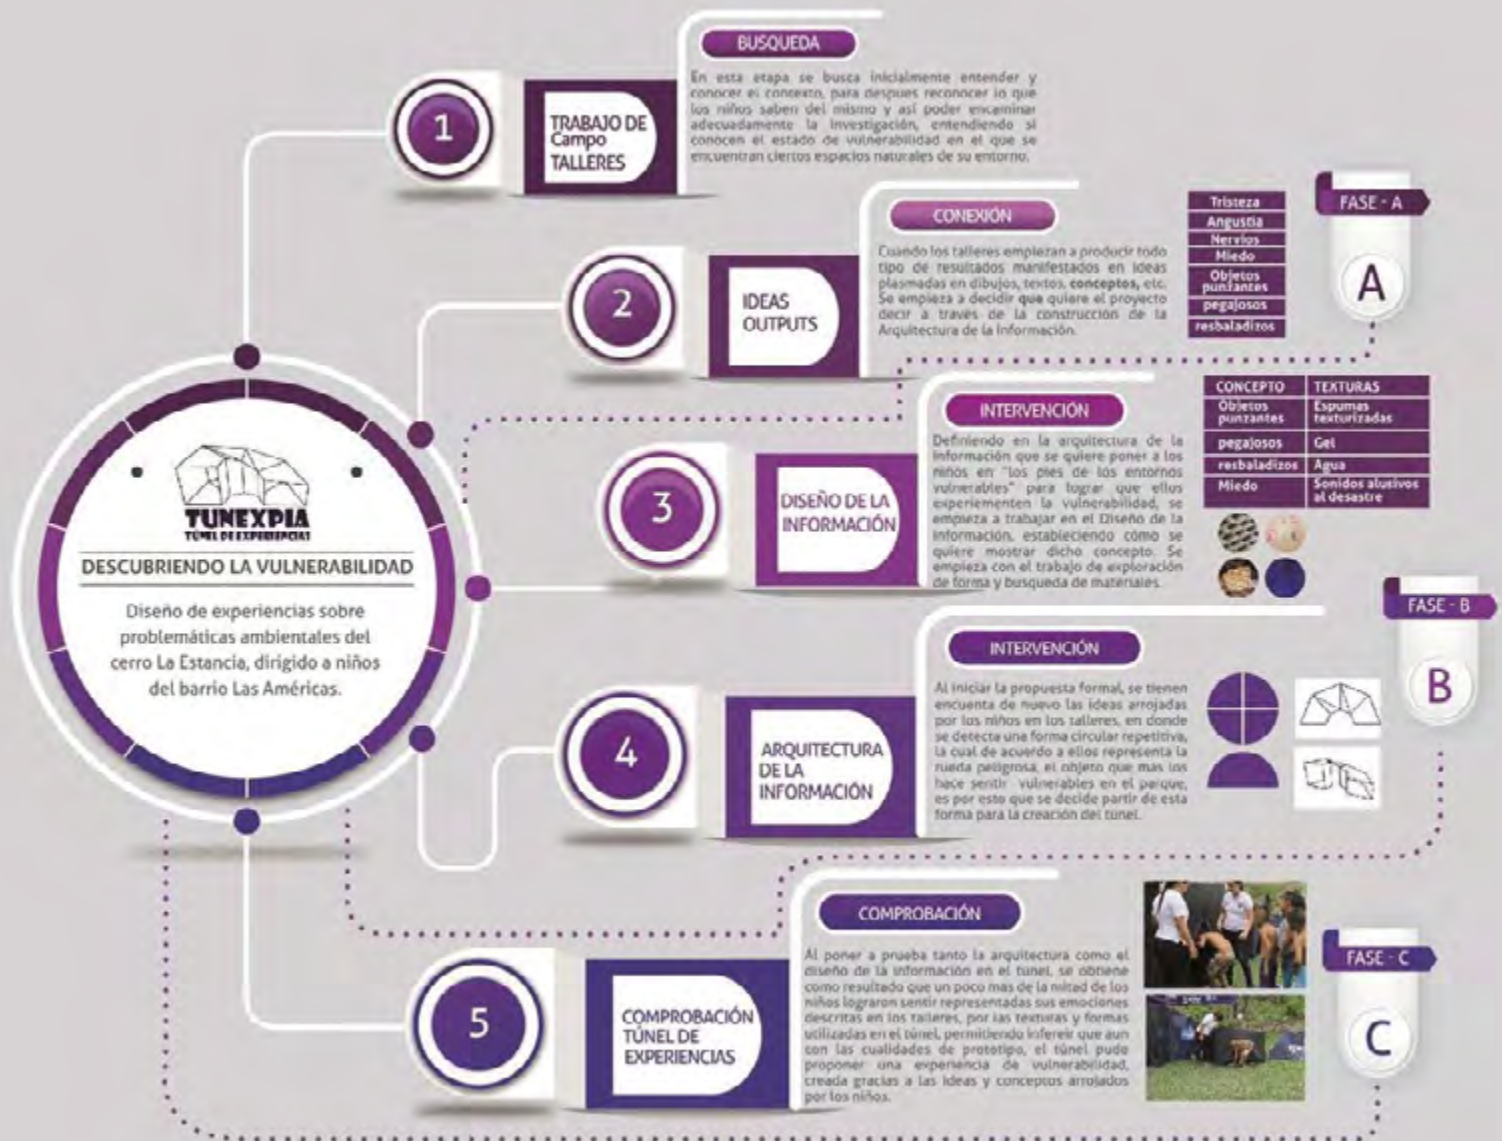 TUNEXPIA
TÚNEL DE EXPERIENCIAS
DESCUBRIENDO LA VULNERABILIDAD
Diseño de experiencias sobre
problemáticas ambientales del
cerro La Estancia, dirigido a niños
del barrio Las Américas.
1
TRABAJO DE
Campo
TALLERES
BUSQUEDA
En esta etapa se busca inicialmente entender y
conocer el contexto, para despues reconocer lo que
los niños saben del mismo y así poder encaminar
adecuadamente la investigación, entendiendo si
conocen el estado de vulnerabilidad en el que se
encuentran ciertos espacios naturales de su entorno.
2
IDEAS
OUTPUTS
CONEXIÓN
Cuando los talleres empiezan a producir todo
tipo de resultados manifestados en ideas
plasmadas en dibujos, textos, conceptos, etc.
Se empieza a decidir que quiere el proyecto
decir a través de la construcción de la
Arquitectura de la Información.
Tristeza
Angustia
Nervios
Miedo
Objetos
punzantes
pegajosos
resbaladizos
FASE - A
A
3
DISEÑO DE LA
INFORMACIÓN
INTERVENCIÓN
Definiendo en la arquitectura de la
información que se quiere poner a los
niños en "los pies de los entornos
vulnerables" para lograr que ellos
experiementen la vulnerabilidad, se
empieza a trabajar en el Diseño de la
Información, estableciendo cómo se
quiere mostrar dicho concepto. Se
empieza con el trabajo de exploración
de forma y busqueda de materiales.
CONCEPTO TEXTURAS
Objetos punzantes Espumas texturizadas
pegajosos Gel
resbaladizos Agua
Miedo Sonidos alusivos al desastre
FASE - B
B
4
ARQUITECTURA
DE LA
INFORMACIÓN
INTERVENCIÓN
Al iniciar la propuesta formal, se tienen
encuenta de nuevo las ideas arrojadas
por los niños en los talleres, en donde
se detecta una forma circular repetitiva,
la cual de acuerdo a ellos representa la
rueda peligrosa, el objeto que mas los
hace sentir vulnerables en el parque,
es por esto que se decide partir de esta
forma para la creación del túnel.
5
COMPROBACIÓN
TÚNEL DE
EXPERIENCIAS
COMPROBACIÓN
Al poner a prueba tanto la arquitectura como el
diseño de la información en el túnel, se obtiene
como resultado que un poco mas de la mitad de los
niños lograron sentir representadas sus emociones
descritas en los talleres, por las texturas y formas
utilizadas en el túnel, permitiendo infereir que aun
con las cualidades de prototipo, el túnel pude
proponer una experiencia de vulnerabilidad,
creada gracias a las ideas y conceptos arrojados
por los niños.
FASE - C
C